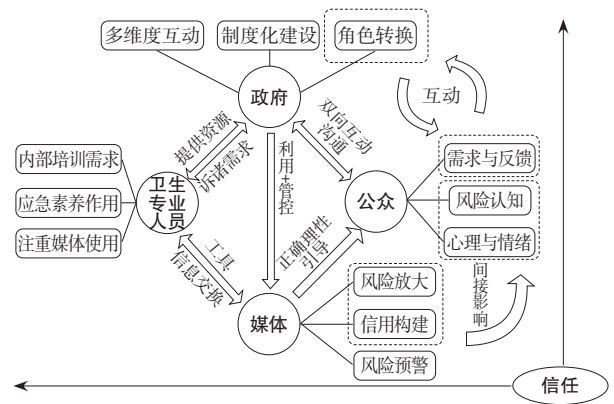 多维度互动
制度化建设
角色转换
政府
互动
提供资源
诉诸需求
双向互动
沟通
利用+管控
内部培训需求
应急素养作用
注重媒体使用
卫生
专业
人员
公众
需求与反馈
风险认知
心理与情绪
工具
信息交换
正确理性
引导
间接影响
媒体
风险放大
信用构建
风险预警
信任